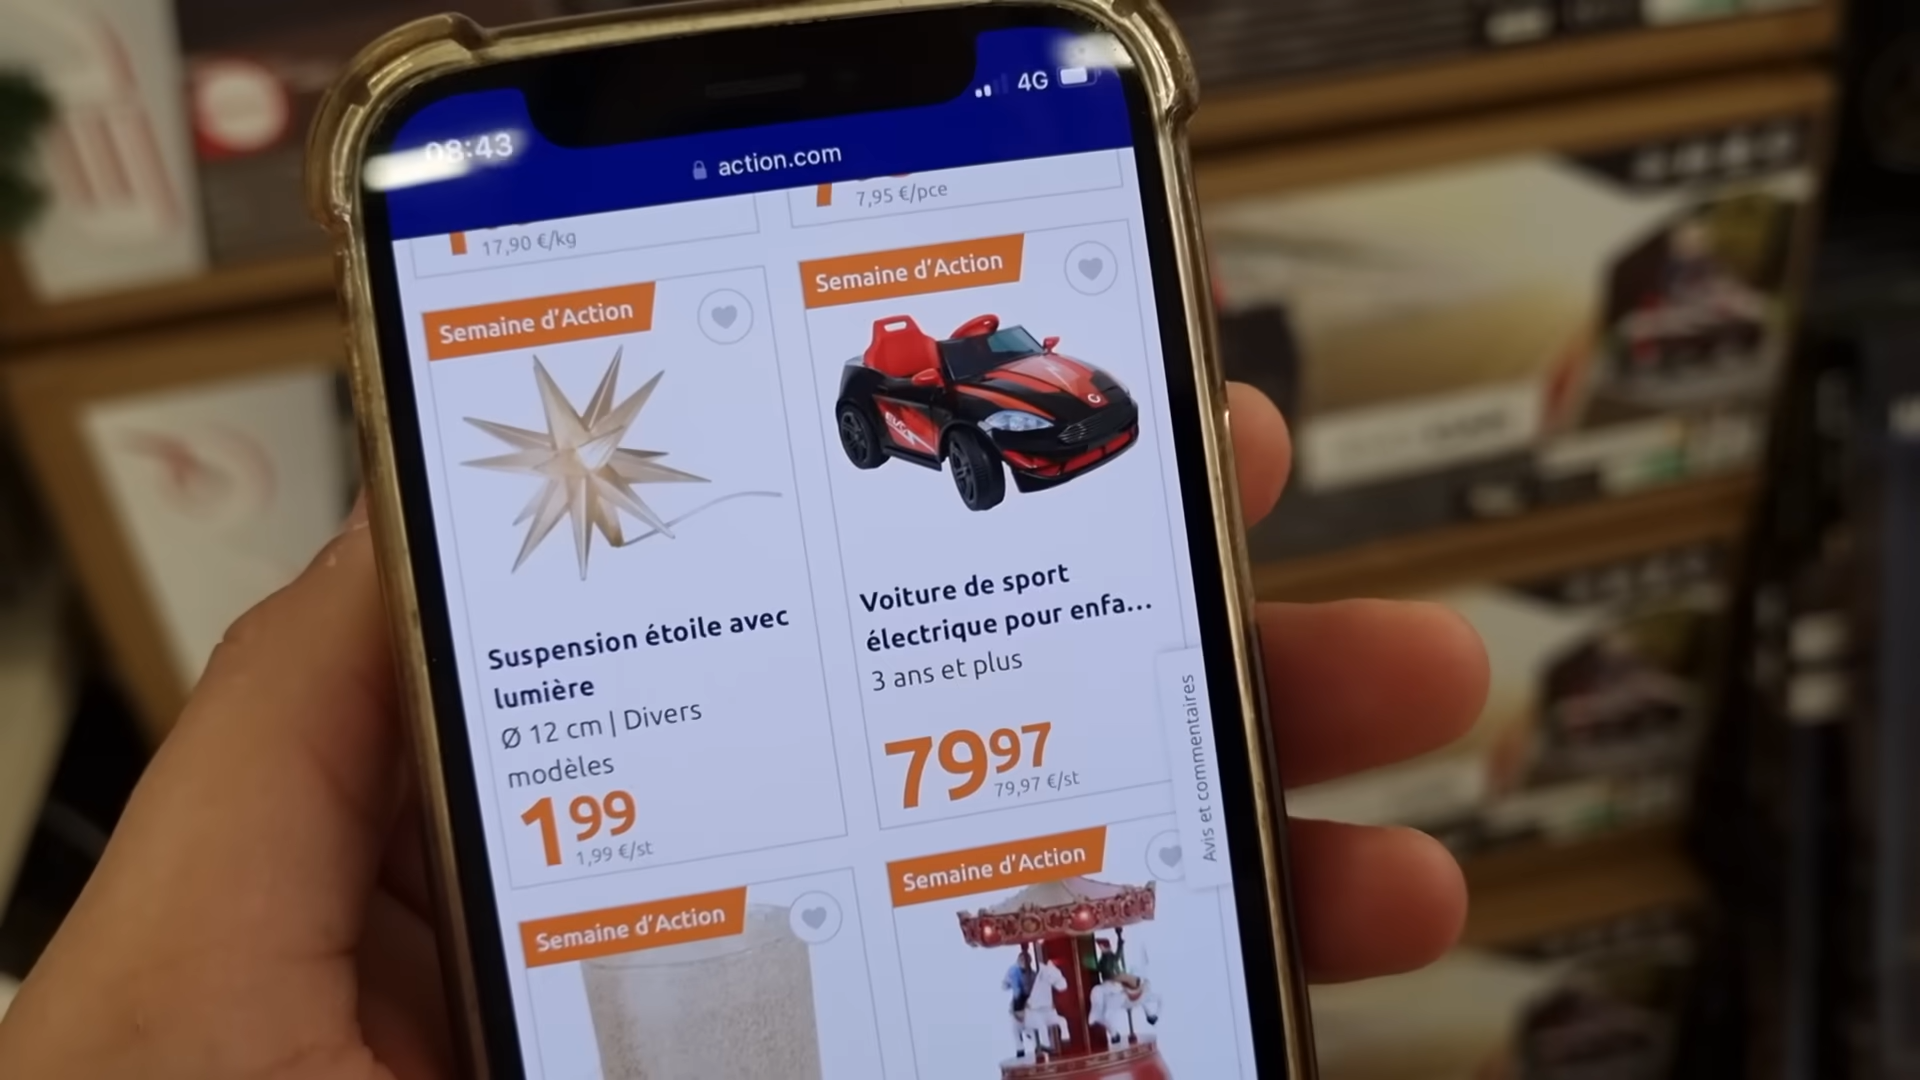 08:43
4G
action.com
17,90 €/kg
7,95 €/pce
Semaine d'Action
Suspension étoile avec
lumière
Ø 12 cm | Divers
modèles
1 99
1,99 €/st
Semaine d'Action
Voiture de sport
électrique pour enfa...
3 ans et plus
79 97
79,97 €/st
Avis et commentaires
Semaine d'Action
Semaine d'Action